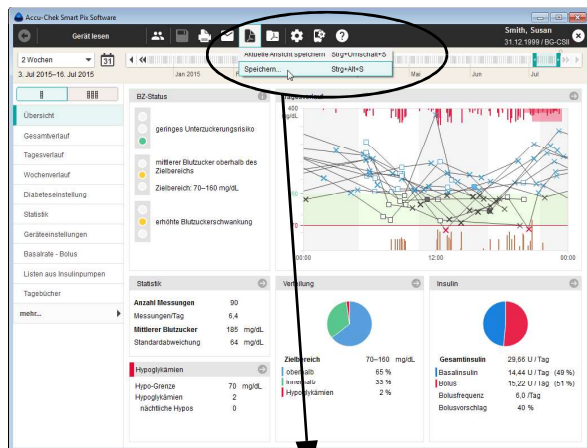 Accu-Chek Smart Pix Software
Gerät lesen
Smith, Susan
31.12.1999 / BG-CSII
2 Wochen
31
3. Jul 2015–16. Jul 2015
Jan 2015
Mai
Jun
Jul
Aktuelle Ansicht speichern Strg+Umschalt+S
Speichern... Strg+Alt+S
Übersicht
Gesamtverlauf
Tagesverlauf
Wochenverlauf
Diabeteseinstellung
Statistik
Geräteeinstellungen
Basalrate - Bolus
Listen aus Insulinpumpen
Tagebücher
mehr...
BZ-Status
geringes Unterzuckerungsrisiko
mittlerer Blutzucker oberhalb des
Zielbereichs
Zielbereich: 70–160 mg/dL
erhöhte Blutzuckerschwankung
Tagesverlauf
400
mg/dL
70
00:00
12:00
00:00
Statistik
Anzahl Messungen 90
Messungen/Tag 6,4
Mittlerer Blutzucker 185 mg/dL
Standardabweichung 64 mg/dL
Hypoglykämien
Hypo-Grenze 70 mg/dL
Hypoglykämien 2
nächtliche Hypos 0
Verteilung
Zielbereich 70–160 mg/dL
oberhalb 65 %
innerhalb 33 %
Hypoglykämien 2 %
Insulin
Gesamtinsulin 29,66 U / Tag
Basalinsulin 14,44 U / Tag (49 %)
Bolus 15,22 U / Tag (51 %)
Bolusfrequenz 6,0 /Tag
Bolusvorschlag 40 %